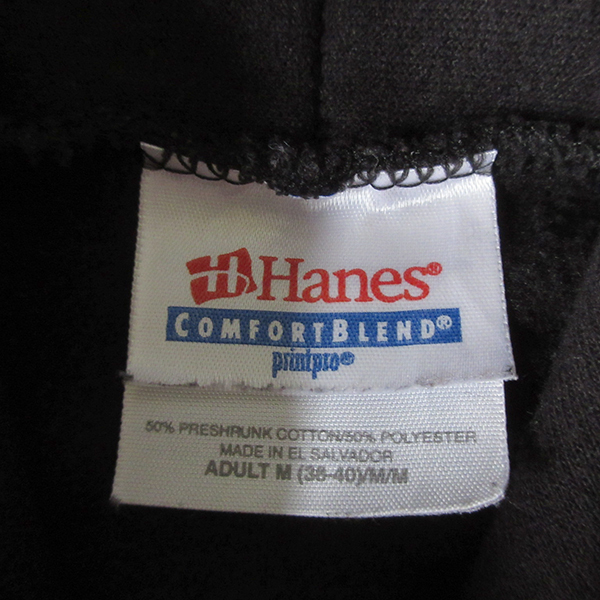 Hanes®
COMFORTBLEND®
printpro®
50% PRESHRUNK COTTON/50% POLYESTER
MADE IN EL SALVADOR
ADULT M (38-40)/M/M